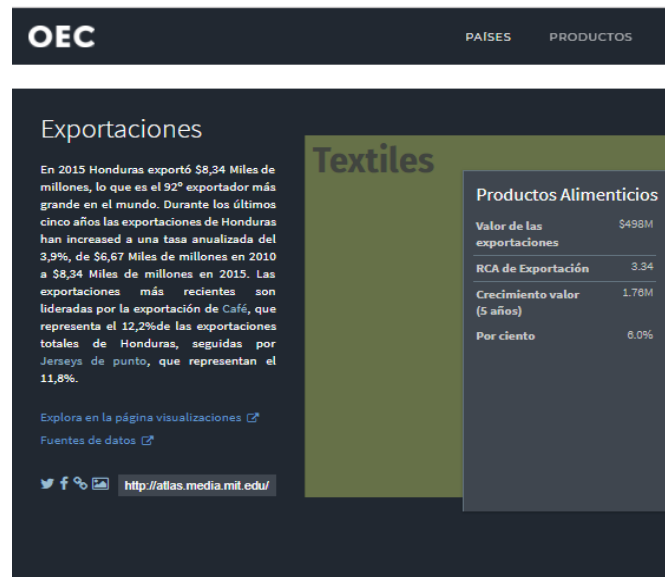 OEC
PAÍSES PRODUCTOS
Exportaciones
En 2015 Honduras exportó $8,34 Miles de
millones, lo que es el 92º exportador más
grande en el mundo. Durante los últimos
cinco años las exportaciones de Honduras
han increased a una tasa anualizada del
3,9%, de $6,67 Miles de millones en 2010
a $8,34 Miles de millones en 2015. Las
exportaciones más recientes son
lideradas por la exportación de Café, que
representa el 12,2%de las exportaciones
totales de Honduras, seguidas por
Jerseys de punto, que representan el
11,8%.
Explora en la página visualizaciones
Fuentes de datos
http://atlas.media.mit.edu/
Textiles
Productos Alimenticios
Valor de las $498M
exportaciones
RCA de Exportación 3.34
Crecimiento valor 1.76M
(5 años)
Por ciento 6.0%